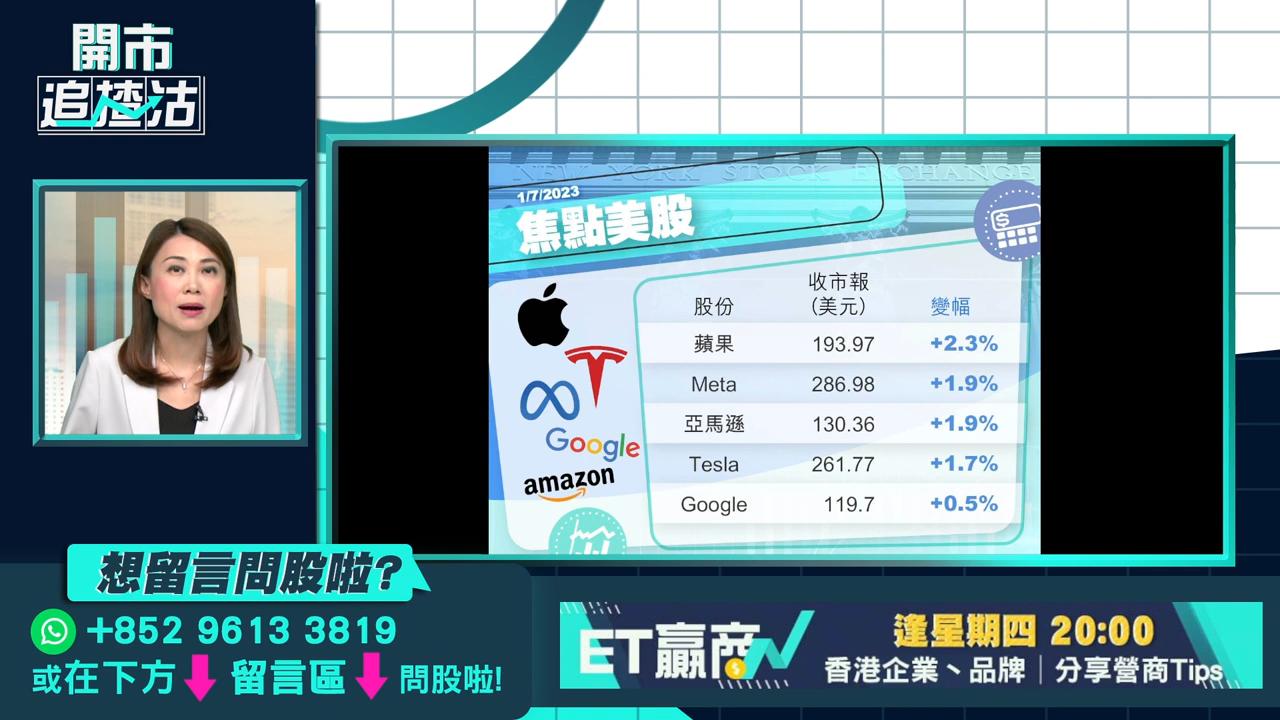 開市
追揸沽
NEW YORK STOCK EXCHANGE
1/7/2023
焦點美股
股份 收市報(美元) 變幅
蘋果 193.97 +2.3%
Meta 286.98 +1.9%
亞馬遜 130.36 +1.9%
Tesla 261.77 +1.7%
Google 119.7 +0.5%
Google
amazon
想留言問股啦?
+852 9613 3819
或在下方 留言區 問股啦!
ET贏商
逢星期四 20:00
香港企業、品牌｜分享營商Tips